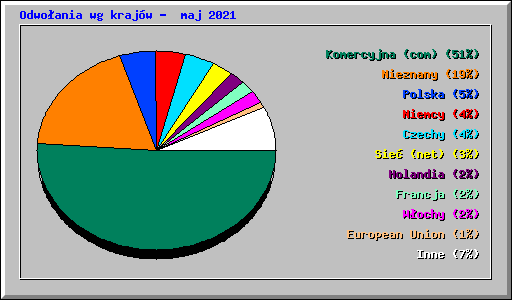 Odwołania wg krajów - maj 2021
Komercyjna (com) (51%)
Nieznany (19%)
Polska (5%)
Niemcy (4%)
Czechy (4%)
Sieć (net) (3%)
Holandia (2%)
Francja (2%)
Włochy (2%)
European Union (1%)
Inne (7%)